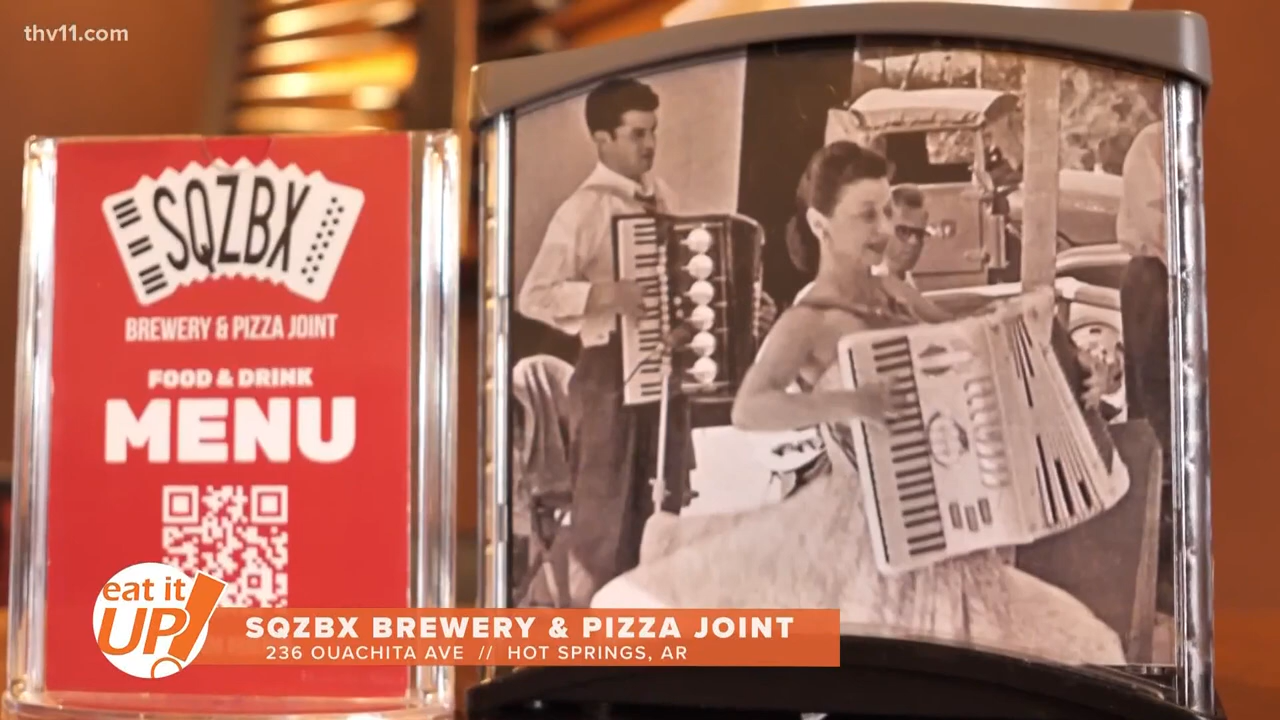 thv11.com
SQZBX
BREWERY & PIZZA JOINT
FOOD & DRINK
MENU
eat it
UP!
SQZBX BREWERY & PIZZA JOINT
236 OUACHITA AVE // HOT SPRINGS, AR